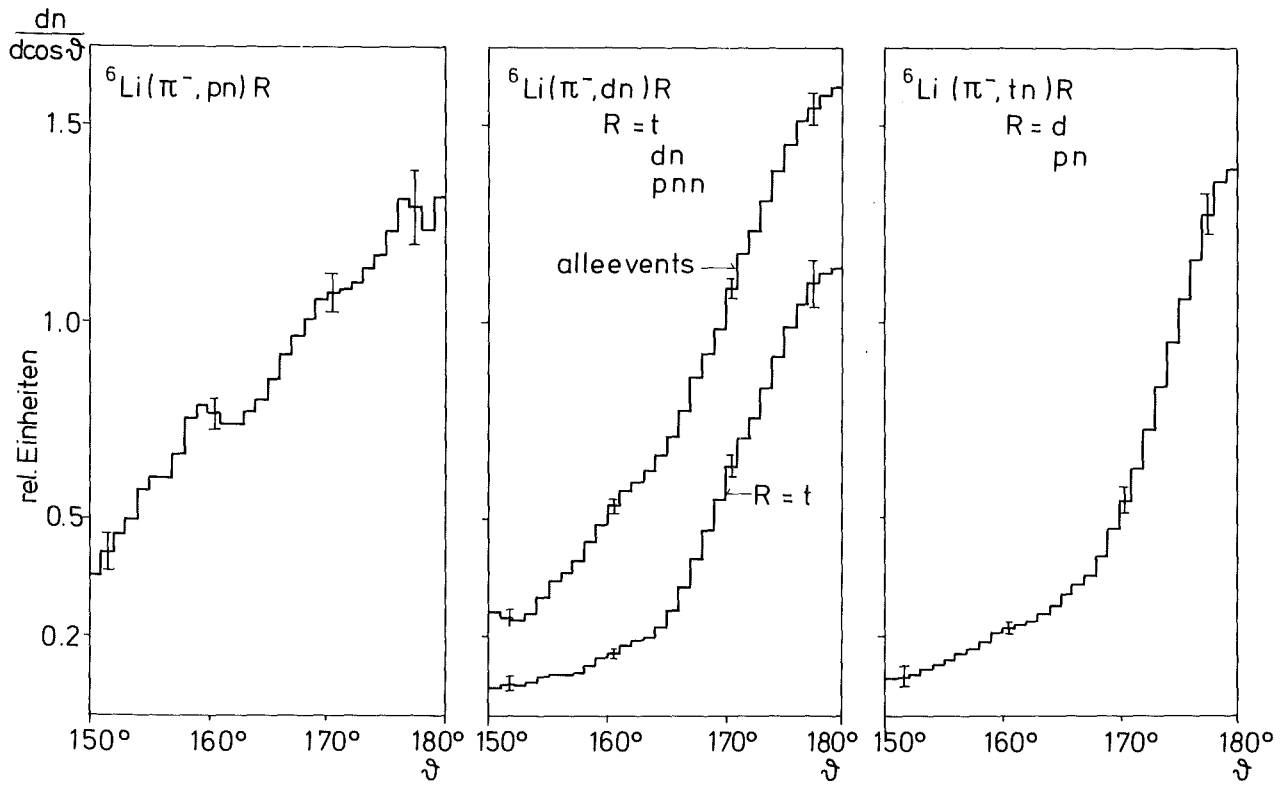 dn
dcosϑ
rel. Einheiten
1.5
1.0
0.5
0.2
⁶Li(π⁻,pn)R
150° 160° 170° 180°
ϑ
⁶Li(π⁻,dn)R
R = t
dn
pnn
alleevents
R = t
150° 160° 170° 180°
ϑ
⁶Li (π⁻,tn)R
R = d
pn
150° 160° 170° 180°
ϑ